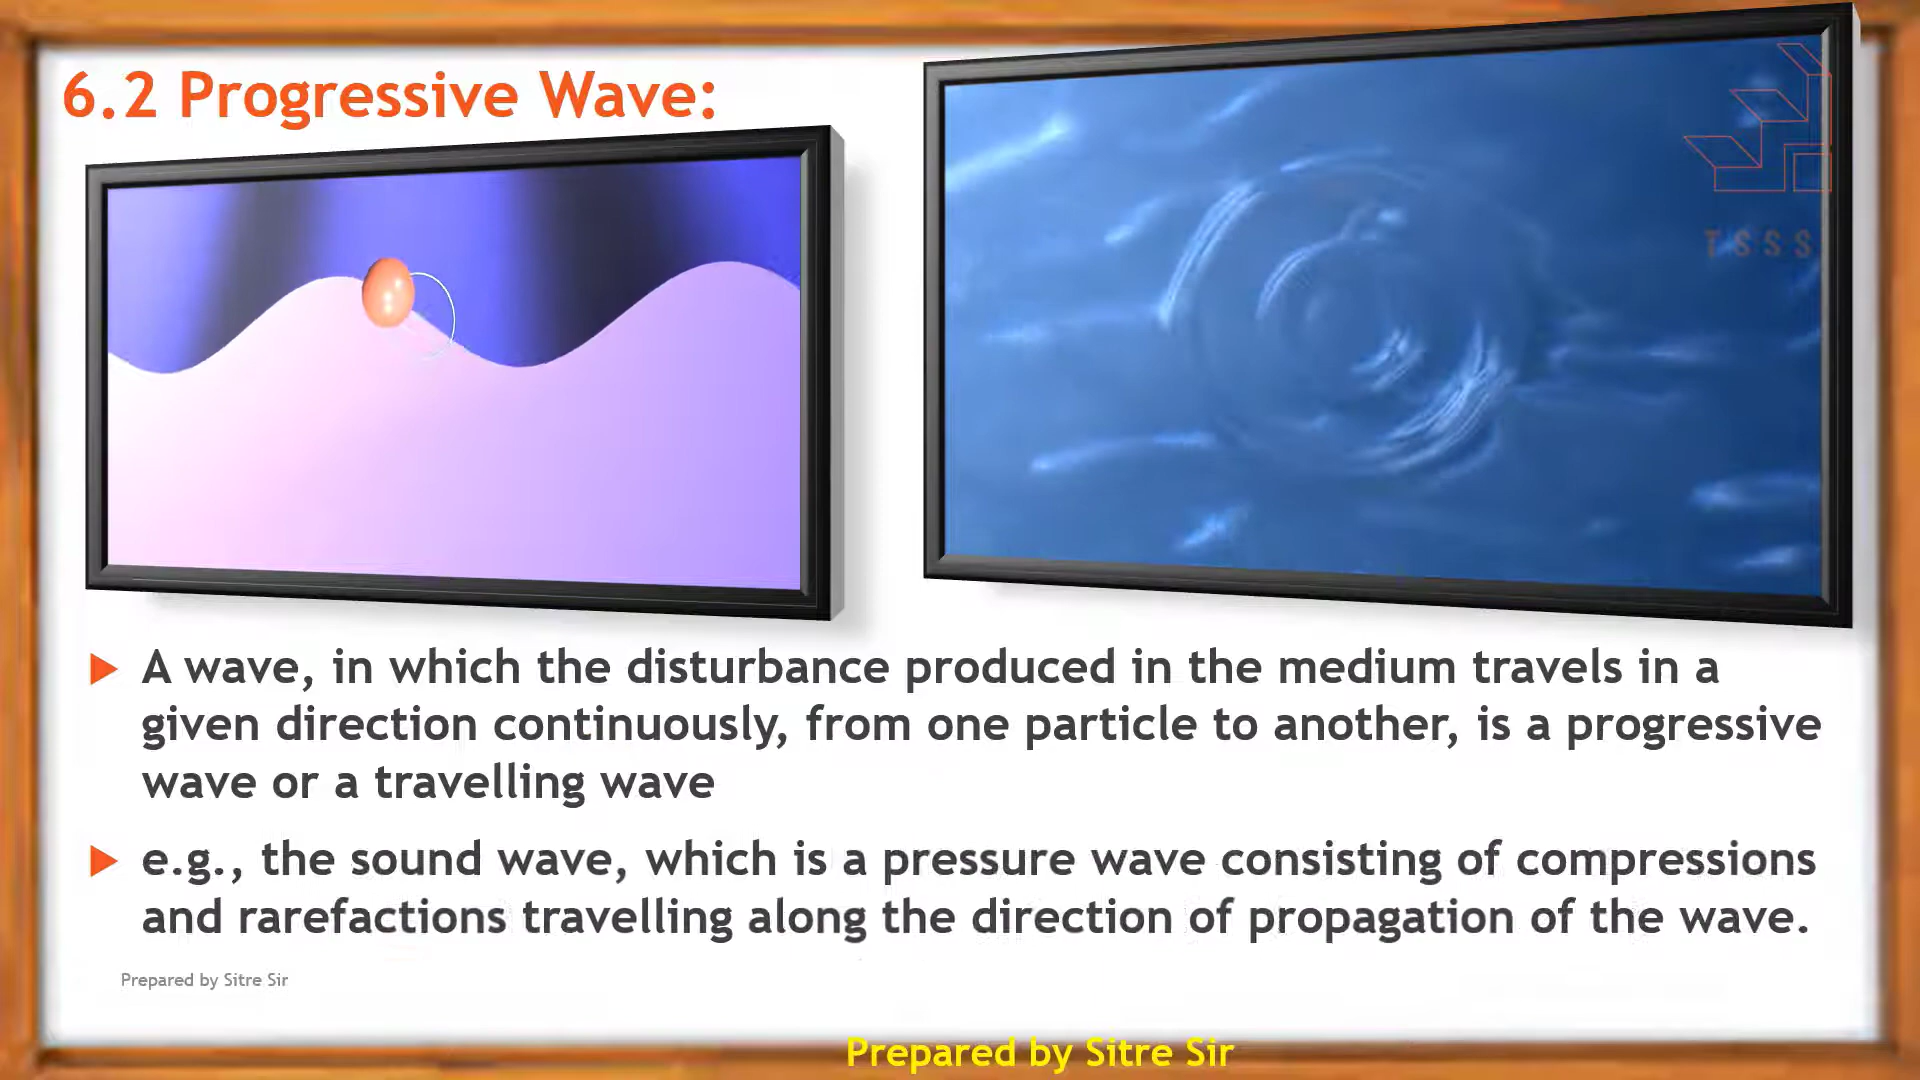 6.2 Progressive Wave:
TSSS
A wave, in which the disturbance produced in the medium travels in a
given direction continuously, from one particle to another, is a progressive
wave or a travelling wave
e.g., the sound wave, which is a pressure wave consisting of compressions
and rarefactions travelling along the direction of propagation of the wave.
Prepared by Sitre Sir
Prepared by Sitre Sir